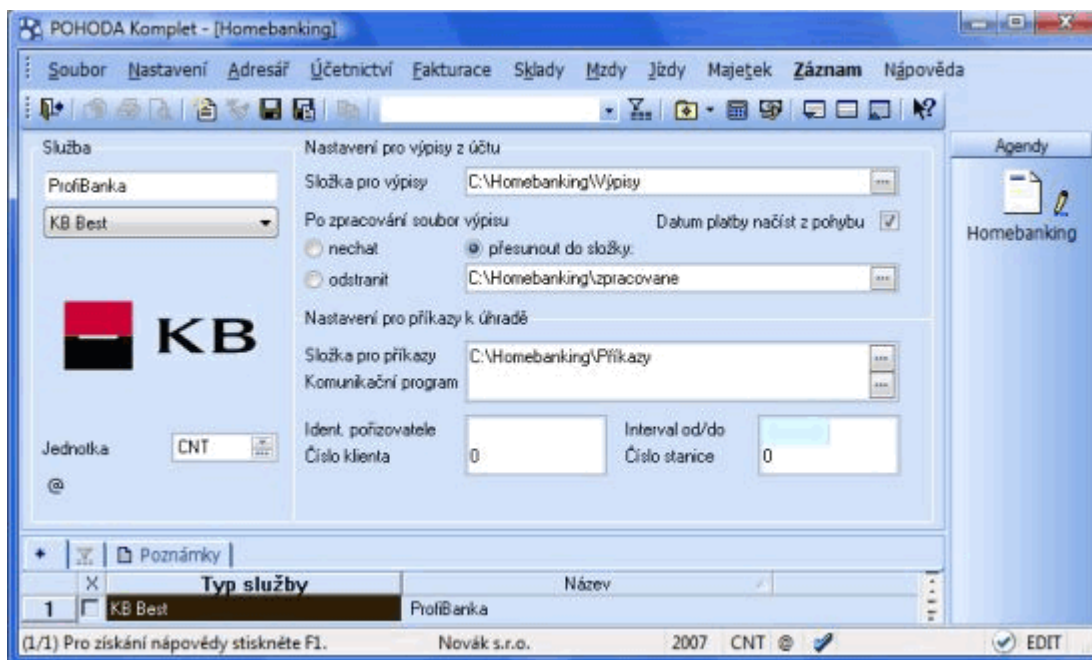 POHODA Komplet - [Homebanking]
Soubor Nastavení Adresář Účetnictví Fakturace Sklady Mzdy Jízdy Majetek Záznam Nápověda
Služba
ProfiBanka
KB Best
KB
Jednotka CNT
@
Nastavení pro výpisy z účtu
Složka pro výpisy C:\Homebanking\Výpisy
Po zpracování soubor výpisu Datum platby načíst z pohybu
nechat přesunout do složky:
odstranit C:\Homebanking\zpracovane
Nastavení pro příkazy k úhradě
Složka pro příkazy C:\Homebanking\Příkazy
Komunikační program
Ident. pořizovatele Interval od/do
Číslo klienta 0 Číslo stanice 0
Agendy
Homebanking
Poznámky
X Typ služby Název
1 KB Best ProfiBanka
(1/1) Pro získání nápovědy stiskněte F1. Novák s.r.o. 2007 CNT @ EDIT